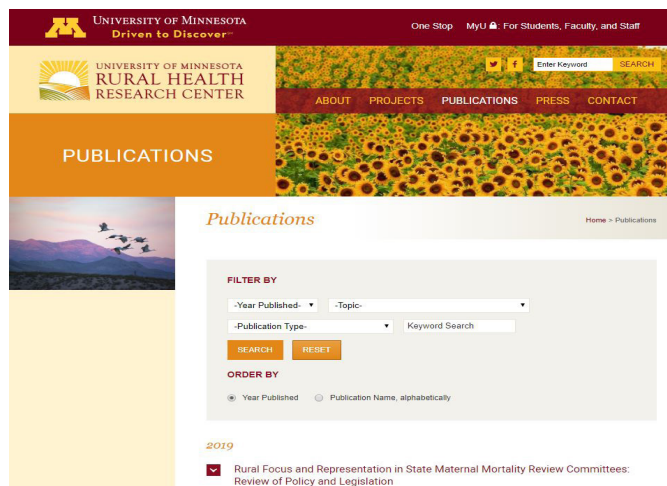 UNIVERSITY OF MINNESOTA
Driven to Discover℠
One Stop MyU : For Students, Faculty, and Staff
UNIVERSITY OF MINNESOTA
RURAL HEALTH
RESEARCH CENTER
Enter Keyword SEARCH
ABOUT PROJECTS PUBLICATIONS PRESS CONTACT
PUBLICATIONS
Publications
Home > Publications
FILTER BY
-Year Published- -Topic-
-Publication Type- Keyword Search
SEARCH RESET
ORDER BY
Year Published Publication Name, alphabetically
2019
Rural Focus and Representation in State Maternal Mortality Review Committees:
Review of Policy and Legislation